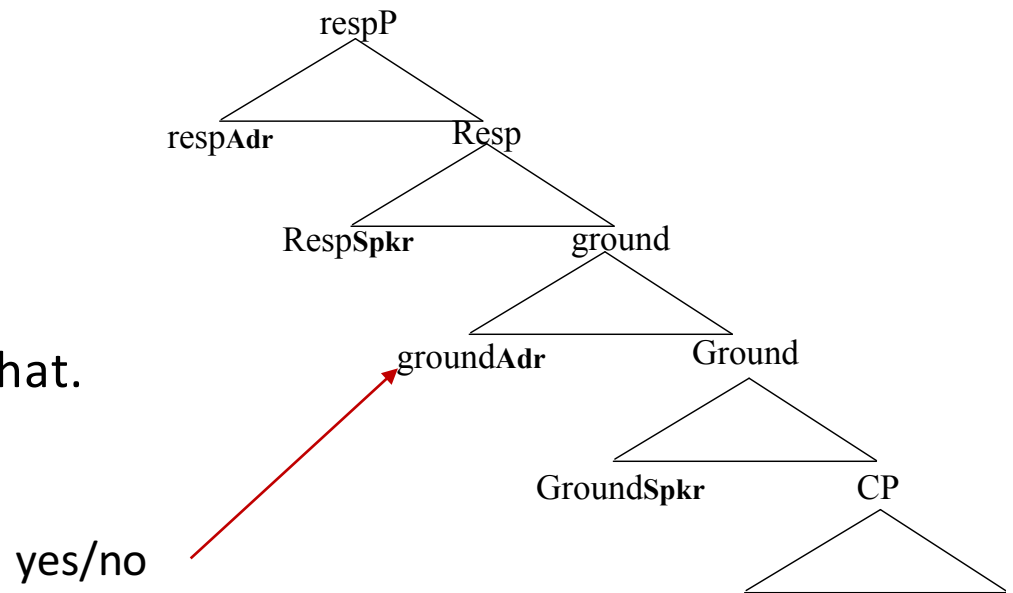 respP
respAdr Resp
RespSpkr ground
groundAdr Ground
hat.
GroundSpkr CP
yes/no